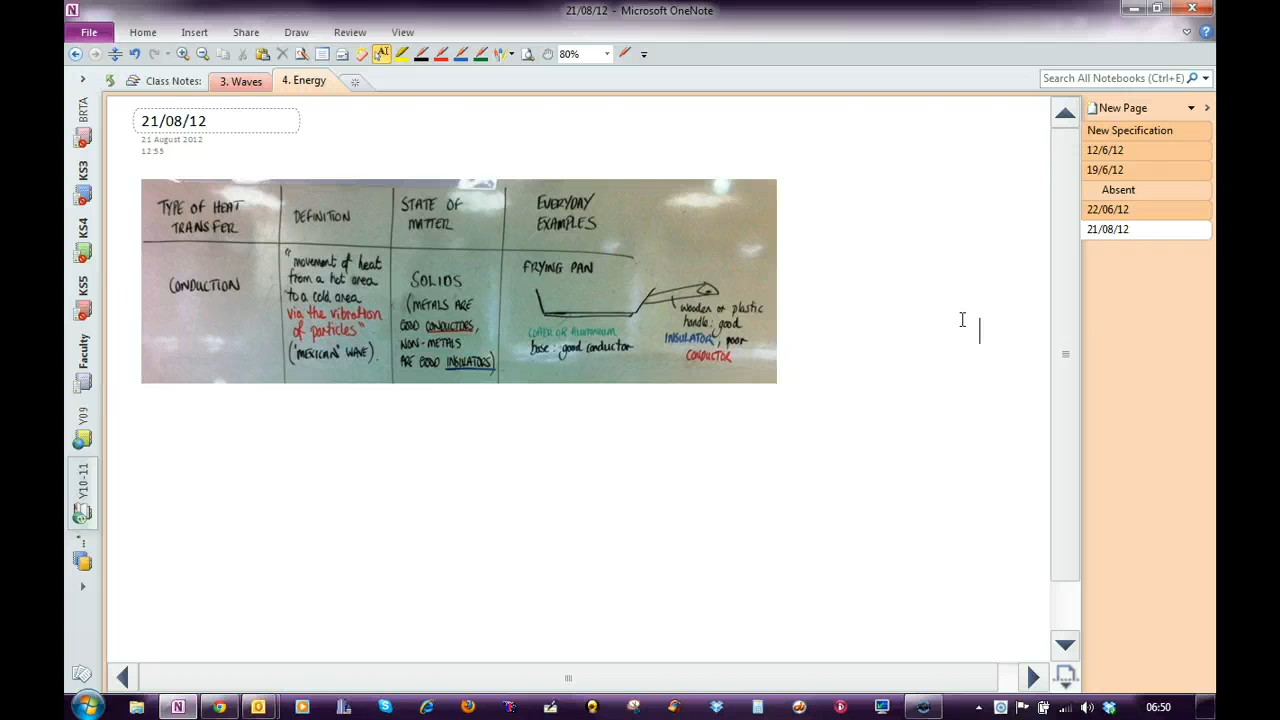 21/08/12 - Microsoft OneNote
File Home Insert Share Draw Review View
80%
Class Notes: 3. Waves 4. Energy
Search All Notebooks (Ctrl+E)
BRTA
KS3
KS4
KS5
Faculty
Y09
Y10-11
...
21/08/12
21 August 2012
12:55
TYPE OF HEAT
TRANSFER
DEFINITION
STATE OF
MATTER
EVERYDAY
EXAMPLES
CONDUCTION
"movement of heat
from a hot area
to a cold area
via the vibration
of particles"
("MEXICAN" WAVE).
SOLIDS
(METALS ARE
GOOD CONDUCTORS,
NON-METALS
ARE GOOD INSULATORS)
FRYING PAN
COPPER OR ALUMINIUM
base: good conductor
wooden or plastic
handle: good
INSULATOR, poor
CONDUCTOR
New Page
New Specification
12/6/12
19/6/12
Absent
22/06/12
21/08/12
06:50